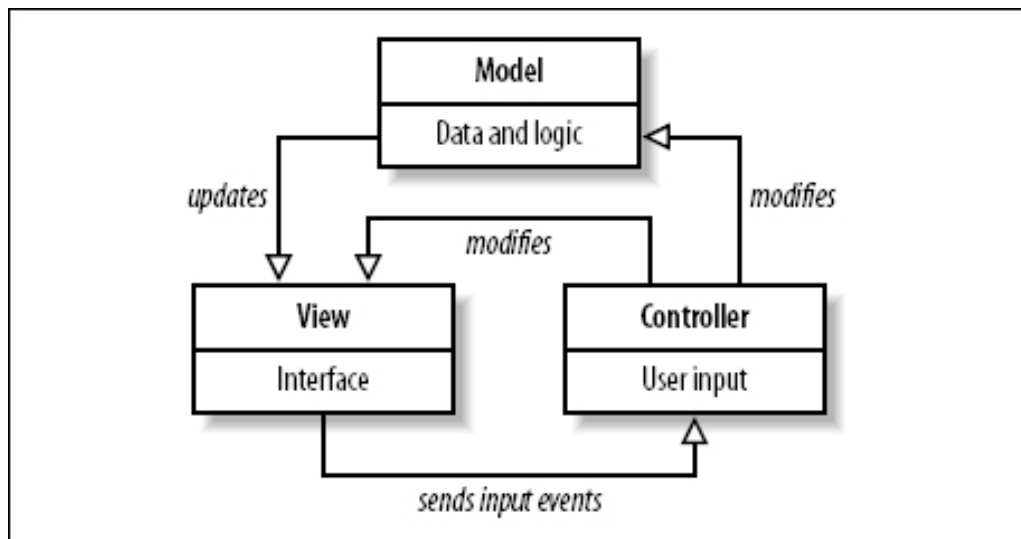 Model
Data and logic
updates
modifies
modifies
View
Controller
Interface
User input
sends input events